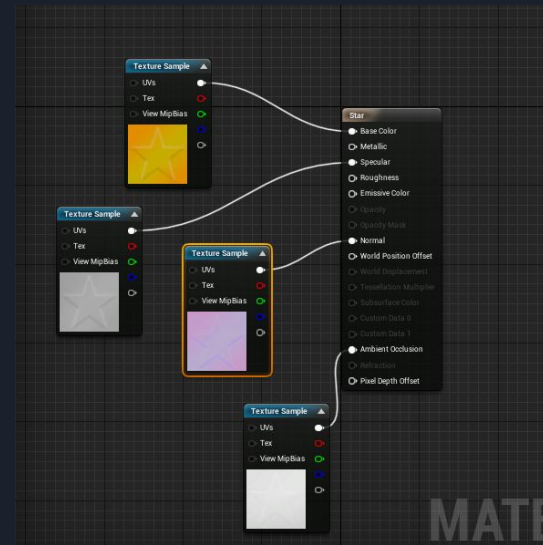 Texture Sample
UVs
Tex
View MipBias
Texture Sample
UVs
Tex
View MipBias
Texture Sample
UVs
Tex
View MipBias
Texture Sample
UVs
Tex
View MipBias
Star
Base Color
Metallic
Specular
Roughness
Emissive Color
Opacity
Opacity Mask
Normal
World Position Offset
World Displacement
Tessellation Multiplier
Subsurface Color
Custom Data 0
Custom Data 1
Ambient Occlusion
Refraction
Pixel Depth Offset
MATE